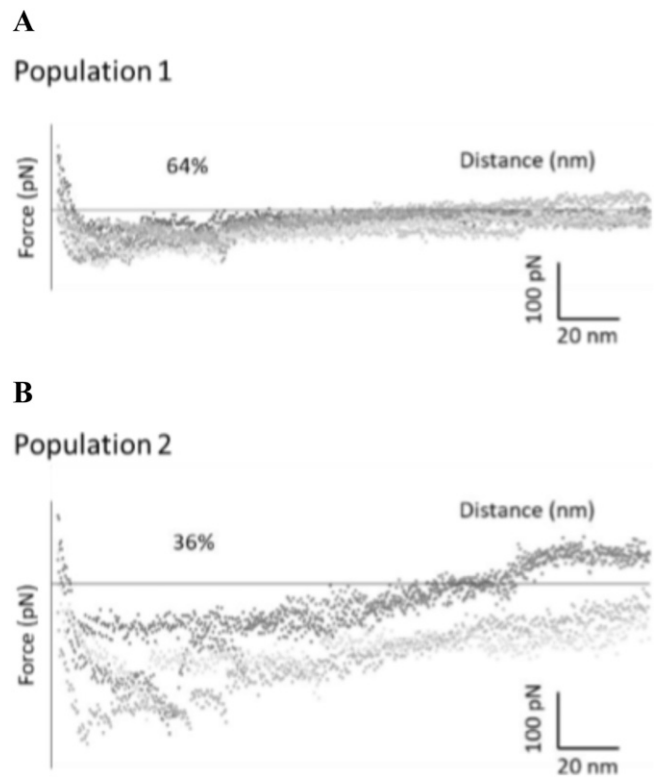 A
Population 1
64%
Distance (nm)
Force (pN)
100 pN
20 nm
B
Population 2
36%
Distance (nm)
Force (pN)
100 pN
20 nm